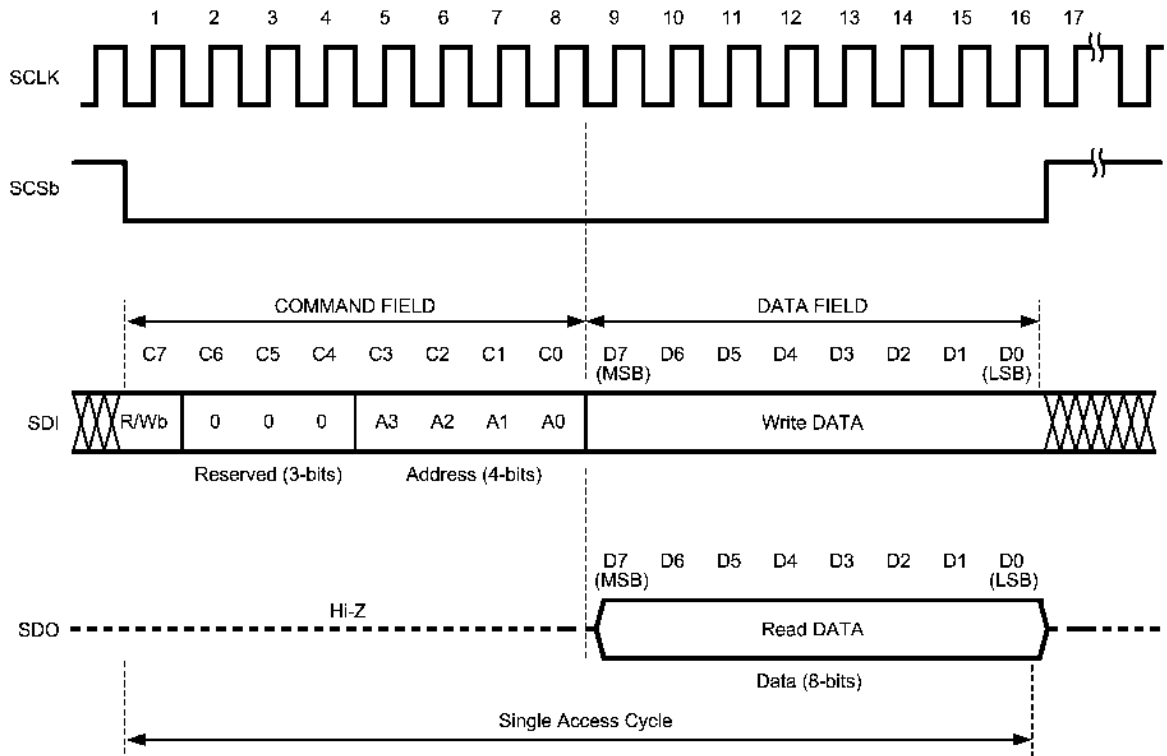 1 2 3 4 5 6 7 8 9 10 11 12 13 14 15 16 17
SCLK
SCSb
COMMAND FIELD DATA FIELD
C7 C6 C5 C4 C3 C2 C1 C0 D7 D6 D5 D4 D3 D2 D1 D0
(MSB) (LSB)
SDI R/Wb 0 0 0 A3 A2 A1 A0 Write DATA
Reserved (3-bits) Address (4-bits)
D7 D6 D5 D4 D3 D2 D1 D0
(MSB) (LSB)
Hi-Z
SDO Read DATA
Data (8-bits)
Single Access Cycle